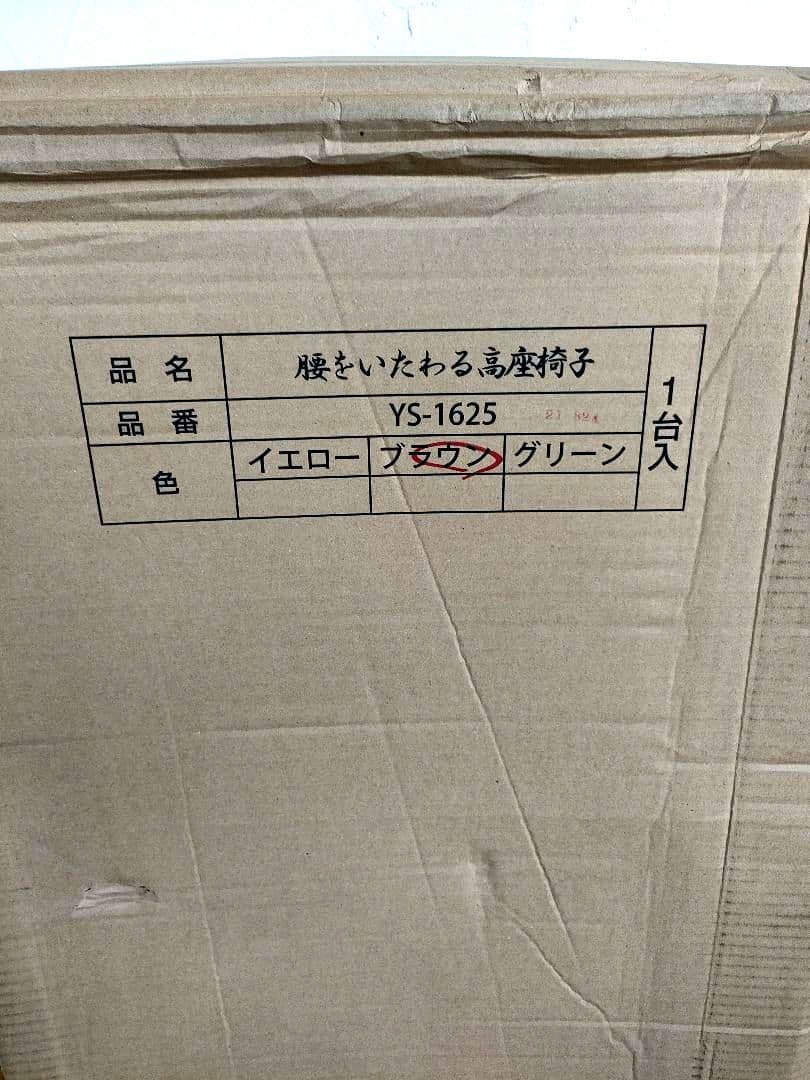 品 名 腰をいたわる高座椅子
品 番 YS-1625
色 イエロー ブラウン グリーン
1台入